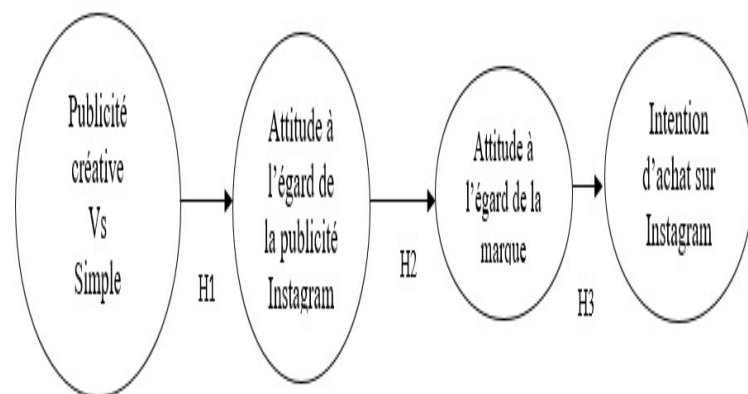 Publicité
créative
Vs
Simple
H1
Attitude à
l'égard de
la publicité
Instagram
H2
Attitude à
l'égard de la
marque
H3
Intention
d'achat sur
Instagram